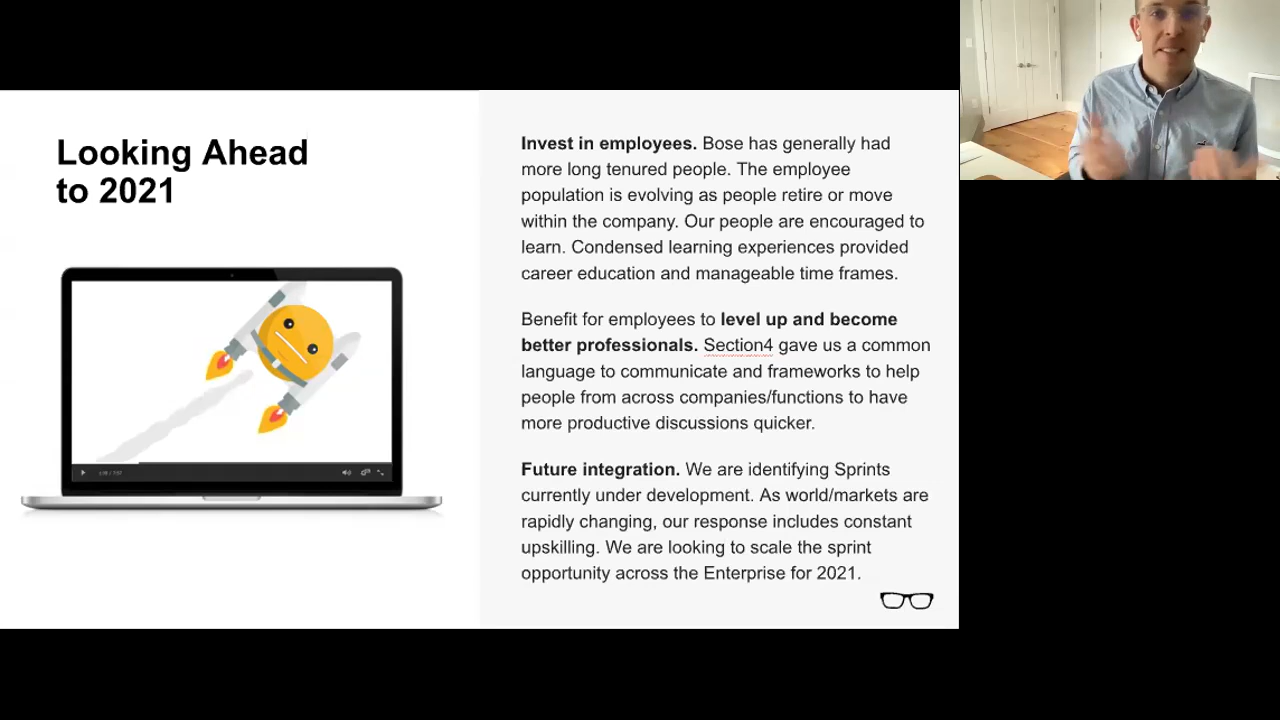 Looking Ahead
to 2021
Invest in employees. Bose has generally had
more long tenured people. The employee
population is evolving as people retire or move
within the company. Our people are encouraged to
learn. Condensed learning experiences provided
career education and manageable time frames.
Benefit for employees to level up and become
better professionals. Section4 gave us a common
language to communicate and frameworks to help
people from across companies/functions to have
more productive discussions quicker.
Future integration. We are identifying Sprints
currently under development. As world/markets are
rapidly changing, our response includes constant
upskilling. We are looking to scale the sprint
opportunity across the Enterprise for 2021.